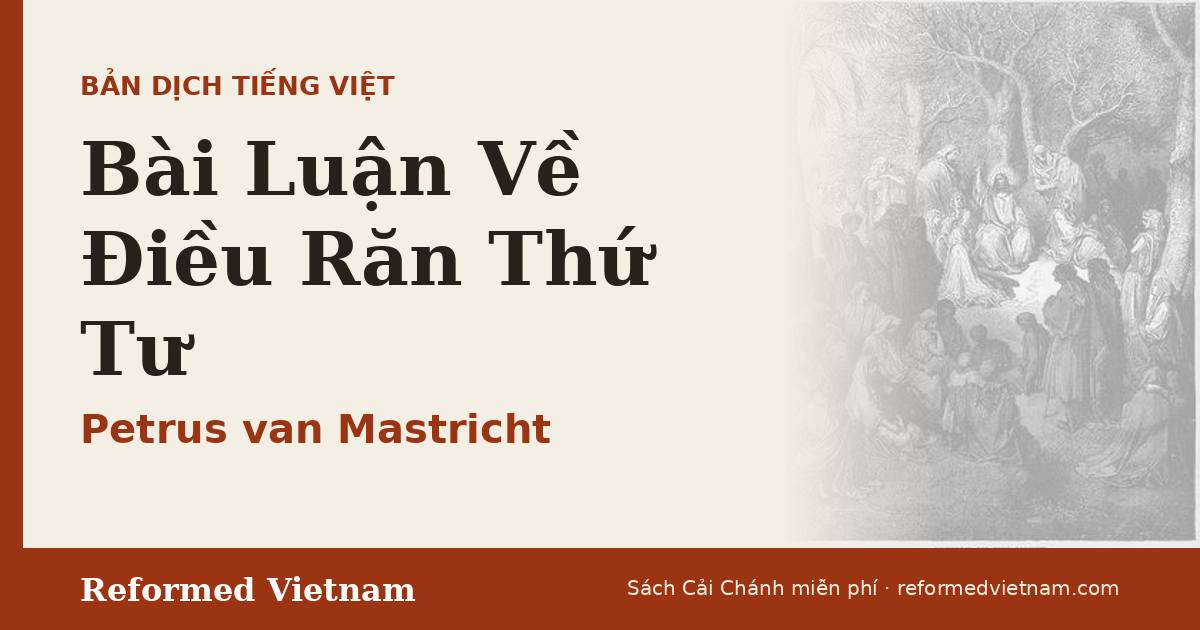 BẢN DỊCH TIẾNG VIỆT
Bài Luận Về
Điều Răn Thứ
Tư
Petrus van Mastricht
Reformed Vietnam
Sách Cải Chánh miễn phí · reformedvietnam.com